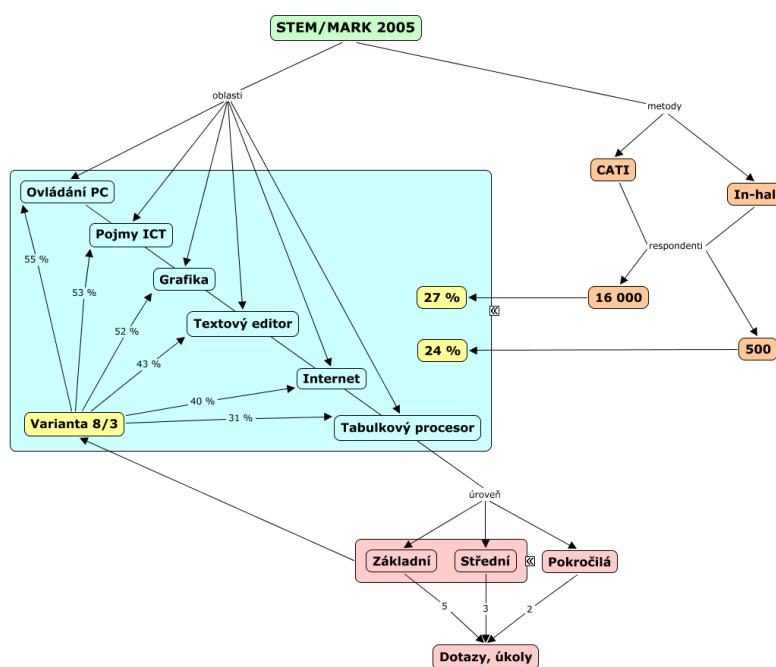 STEM/MARK 2005
oblasti
metody
CATI
In-hal
Ovládání PC
Pojmy ICT
respondenti
55 %
53 %
Grafika
27 %
16 000
52 %
Textový editor
43 %
24 %
500
Internet
40 %
31 %
Varianta 8/3
Tabulkový procesor
úroveň
Základní
Střední
Pokročilá
5
3
2
Dotazy, úkoly